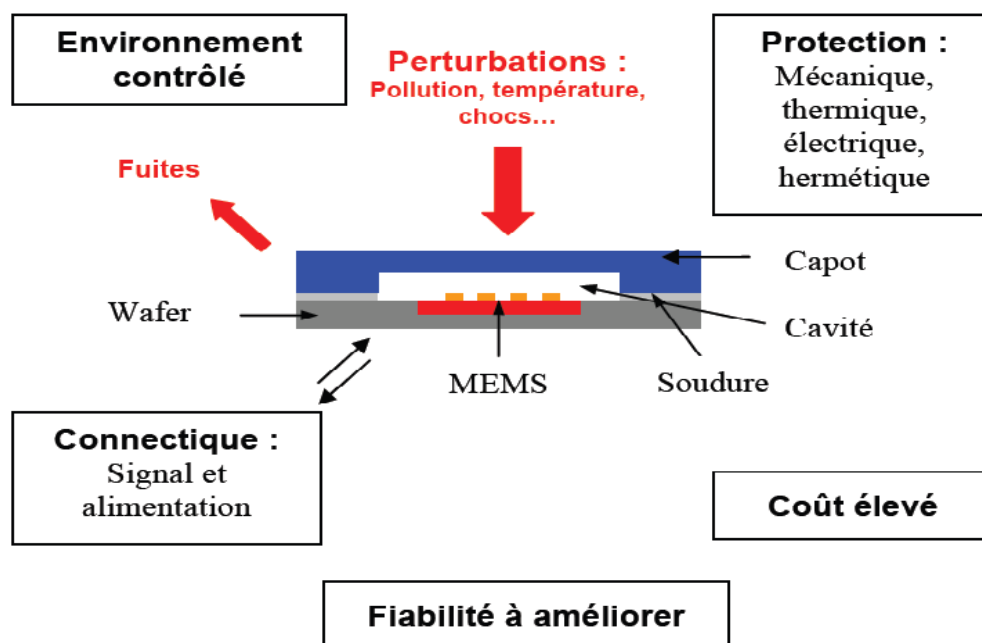 Environnement
contrôlé
Perturbations :
Pollution, température,
chocs...
Protection :
Mécanique,
thermique,
électrique,
hermétique
Fuites
Capot
Wafer
Cavité
MEMS
Soudure
Connectique :
Signal et
alimentation
Coût élevé
Fiabilité à améliorer